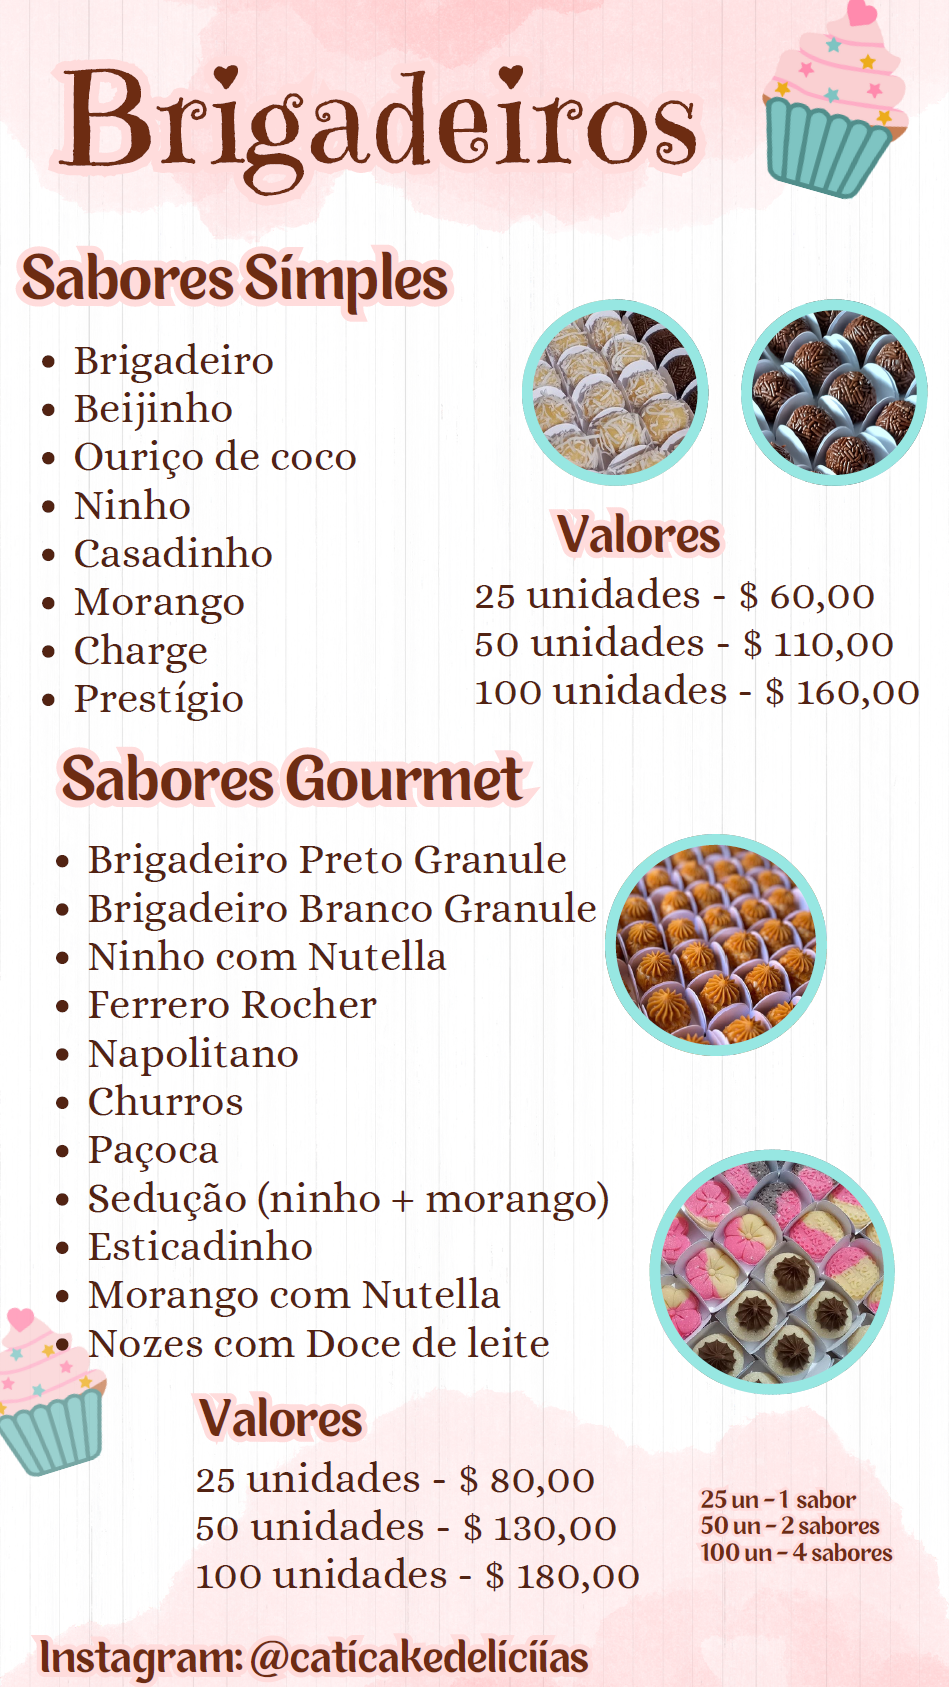 Brigadeiros
Sabores Simples
• Brigadeiro
• Beijinho
• Ouriço de coco
• Ninho
• Casadinho
• Morango
• Charge
• Prestígio
Valores
25 unidades - $ 60,00
50 unidades - $ 110,00
100 unidades - $ 160,00
Sabores Gourmet
• Brigadeiro Preto Granule
• Brigadeiro Branco Granule
• Ninho com Nutella
• Ferrero Rocher
• Napolitano
• Churros
• Paçoca
• Sedução (ninho + morango)
• Esticadinho
• Morango com Nutella
• Nozes com Doce de leite
Valores
25 unidades - $ 80,00
50 unidades - $ 130,00
100 unidades - $ 180,00
25 un - 1 sabor
50 un - 2 sabores
100 un - 4 sabores
Instagram: @caticakedeliciias